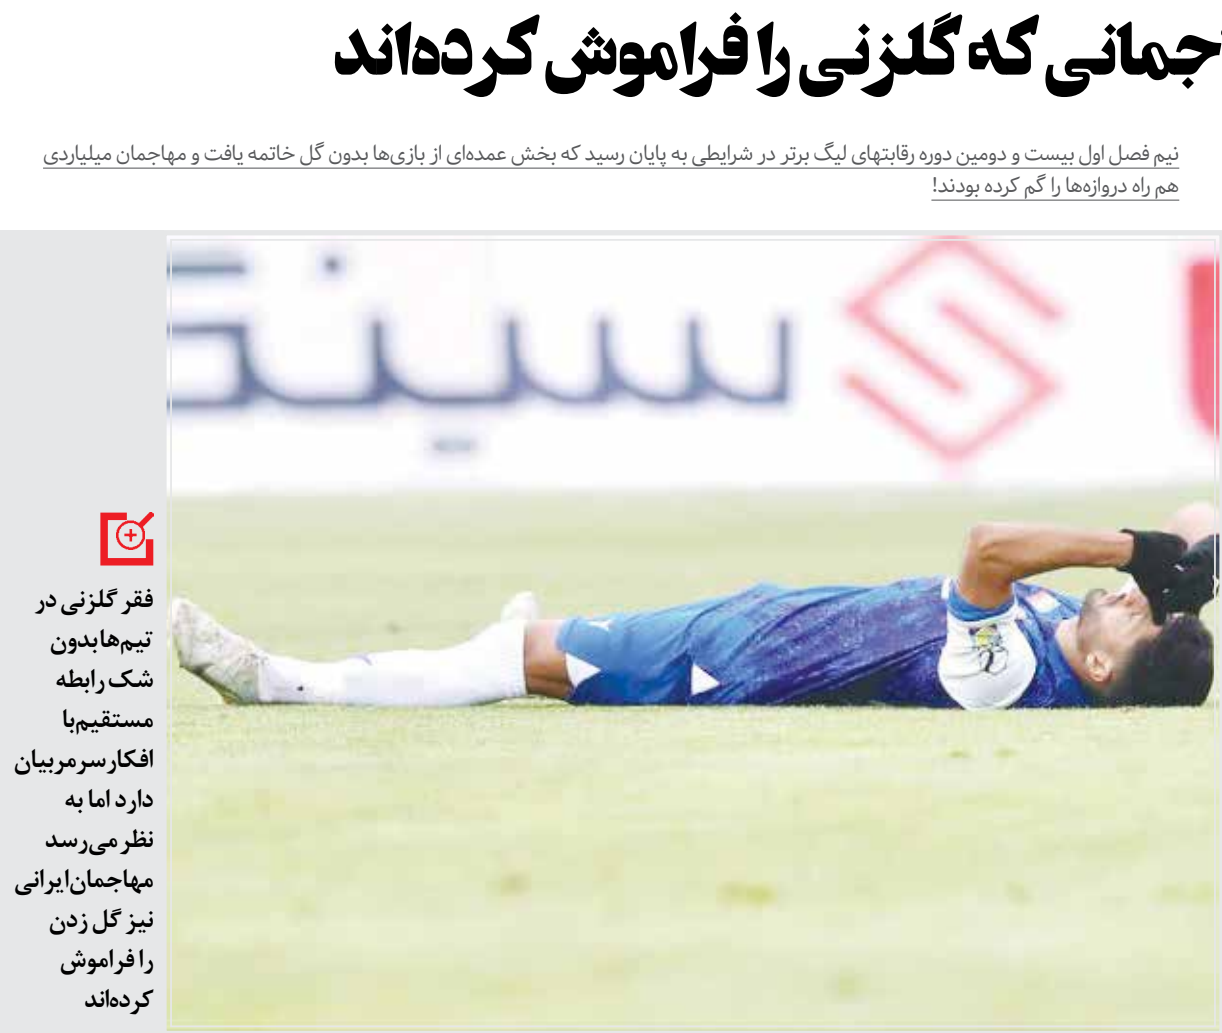 جمانی که گلزنی را فراموش کرده‌اند
نیم فصل اول بیست و دومین دوره رقابتهای لیگ برتر در شرایطی به پایان رسید که بخش عمده‌ای از بازی‌ها بدون گل خاتمه یافت و مهاجمان میلیاردی
هم راه دروازه‌ها را گم کرده بودند!
سینگ
فقر گلزنی در
تیم‌ها بدون
شک رابطه
مستقیم با
افکار سرمربیان
دارد اما به
نظر می‌رسد
مهاجمان ایرانی
نیز گل زدن
را فراموش
کرده‌اند